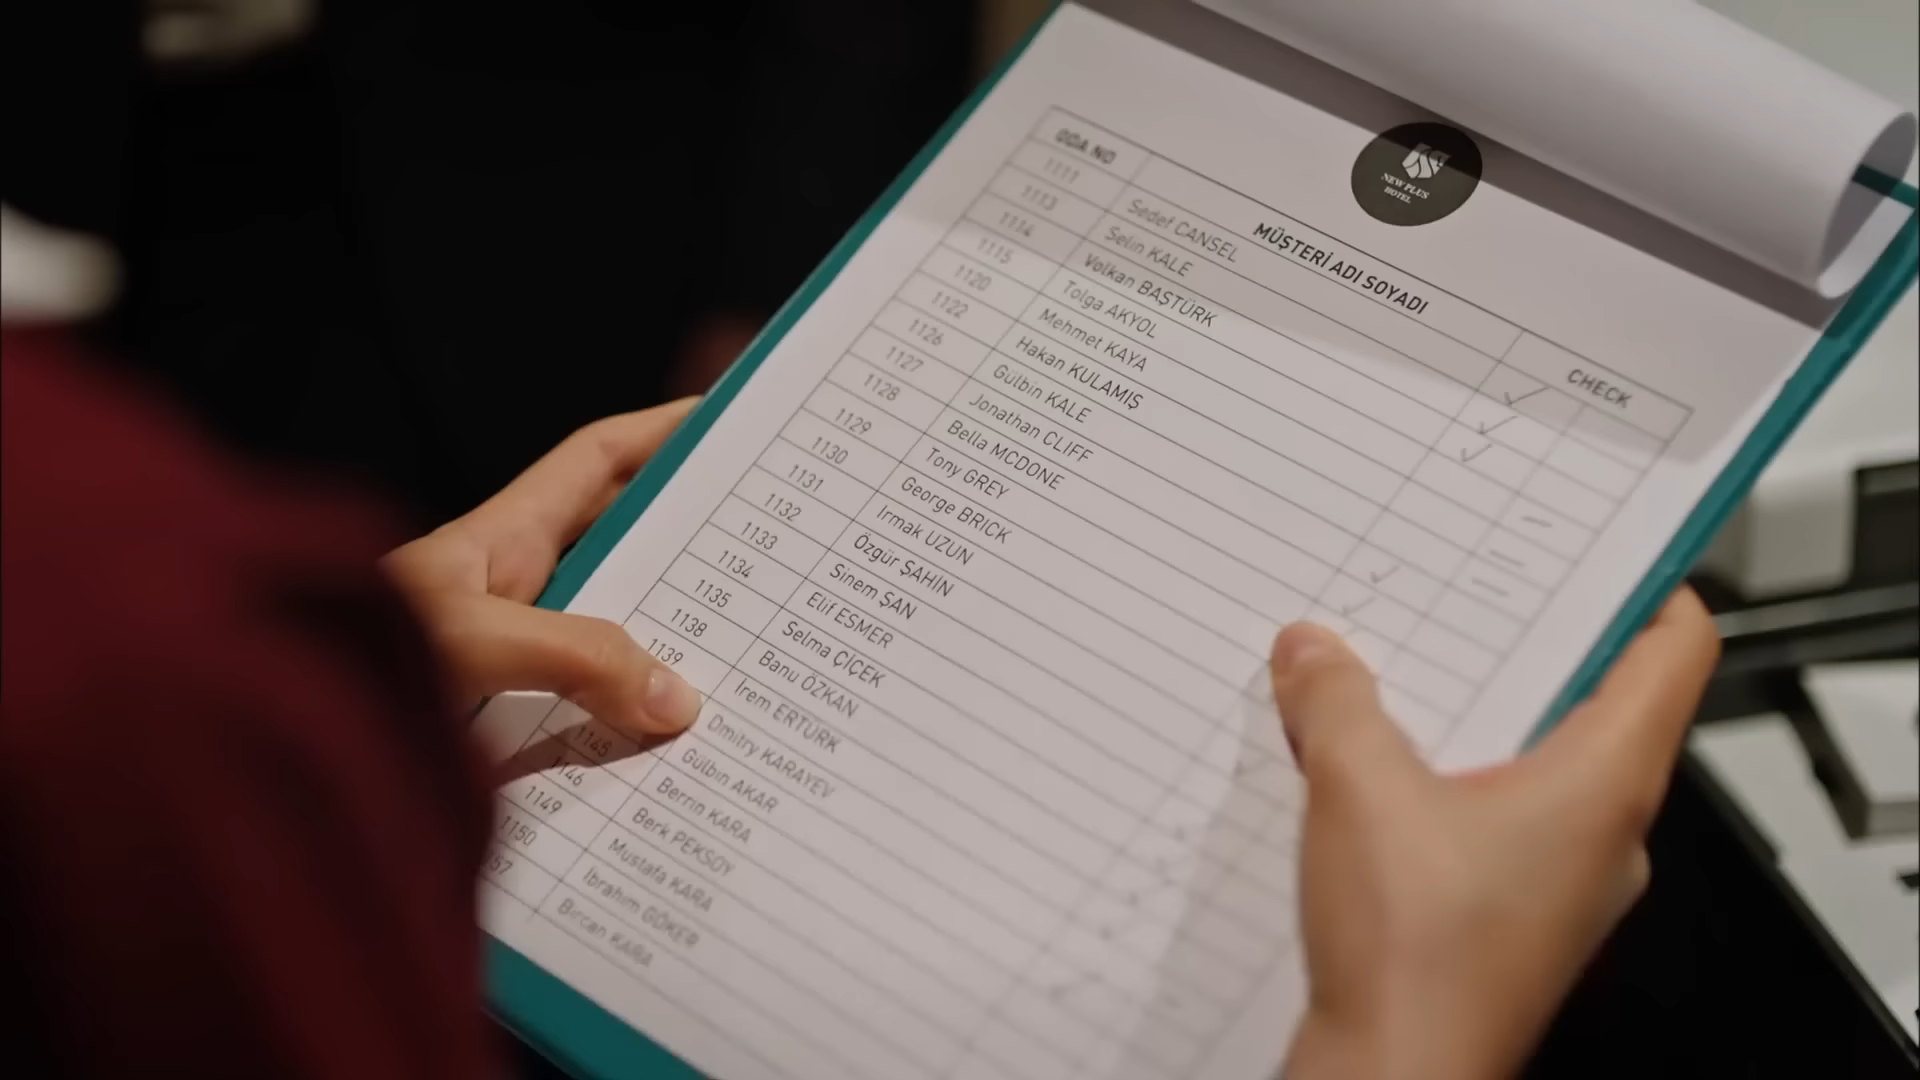 NEW PLUS
HOTEL
ODA NO MÜŞTERİ ADI SOYADI CHECK
1111 Sedef CANSEL
1113 Selin KALE
1114 Volkan BAŞTÜRK
1115 Tolga AKYOL
1120 Mehmet KAYA
1122 Hakan KULAMIŞ
1126 Gülbin KALE
1127 Jonathan CLIFF
1128 Bella MCDONE
1129 Tony GREY
1130 George BRICK
1131 Irmak UZUN
1132 Özgür ŞAHİN
1133 Sinem ŞAN
1134 Elif ESMER
1135 Selma ÇİÇEK
1138 Banu ÖZKAN
1139 İrem ERTÜRK
Dmitry KARAYEV
Gülbin AKAR
1145 Berrin KARA
1146 Berk PEKSOY
1149 Mustafa KARA
1150 İbrahim GÖKER
57 Bircan KARA